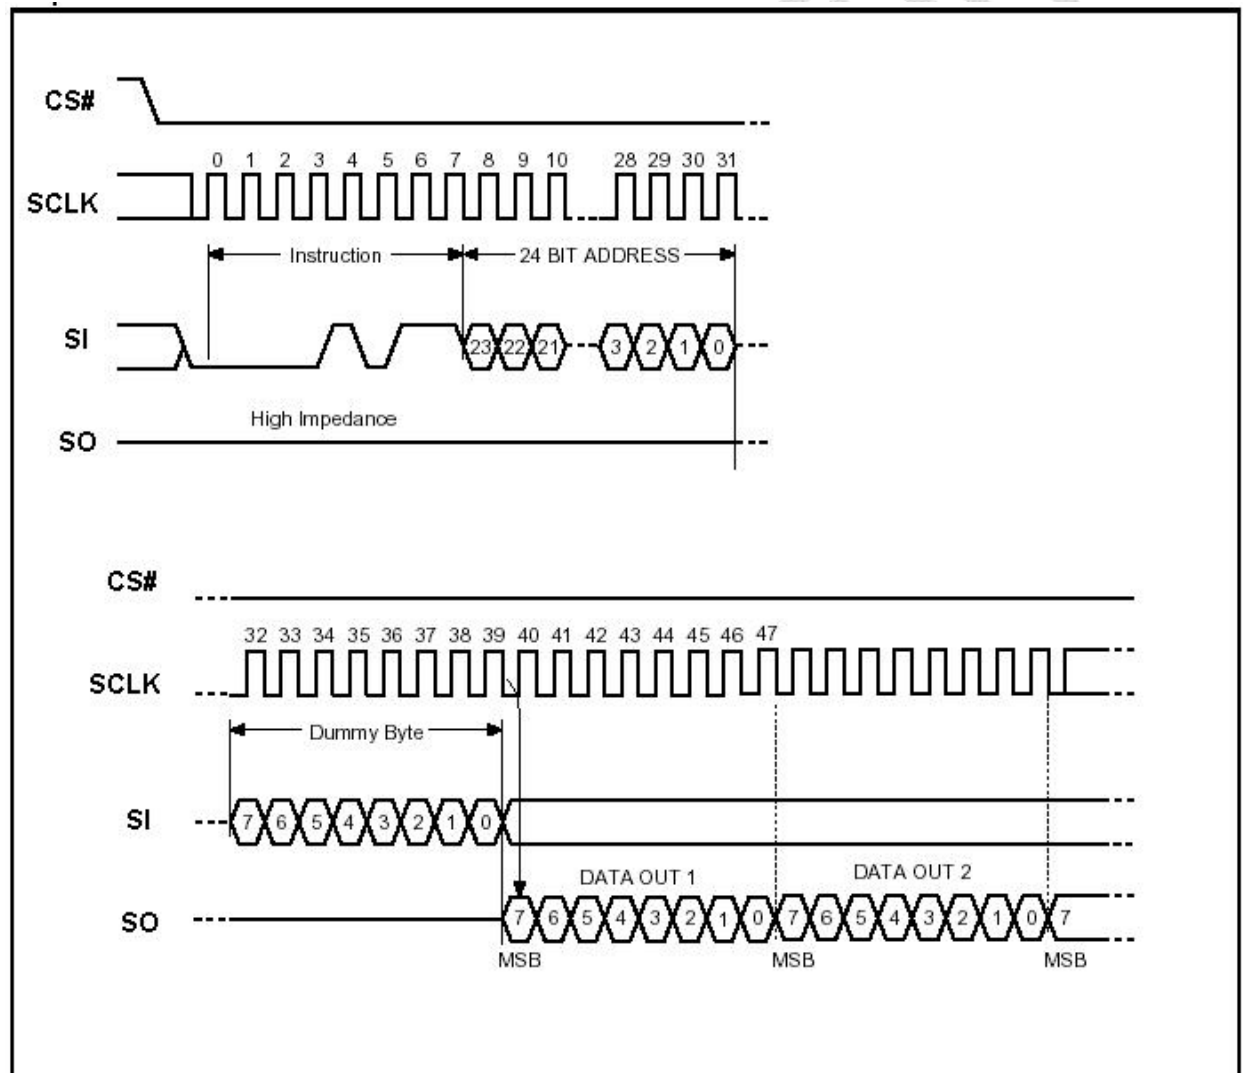 CS#
0 1 2 3 4 5 6 7 8 9 10 28 29 30 31
SCLK
Instruction 24 BIT ADDRESS
SI 23 22 21 3 2 1 0
High Impedance
SO
CS#
32 33 34 35 36 37 38 39 40 41 42 43 44 45 46 47
SCLK
Dummy Byte
SI 7 6 5 4 3 2 1 0
DATA OUT 1 DATA OUT 2
SO 7 6 5 4 3 2 1 0 7 6 5 4 3 2 1 0 7
MSB MSB MSB